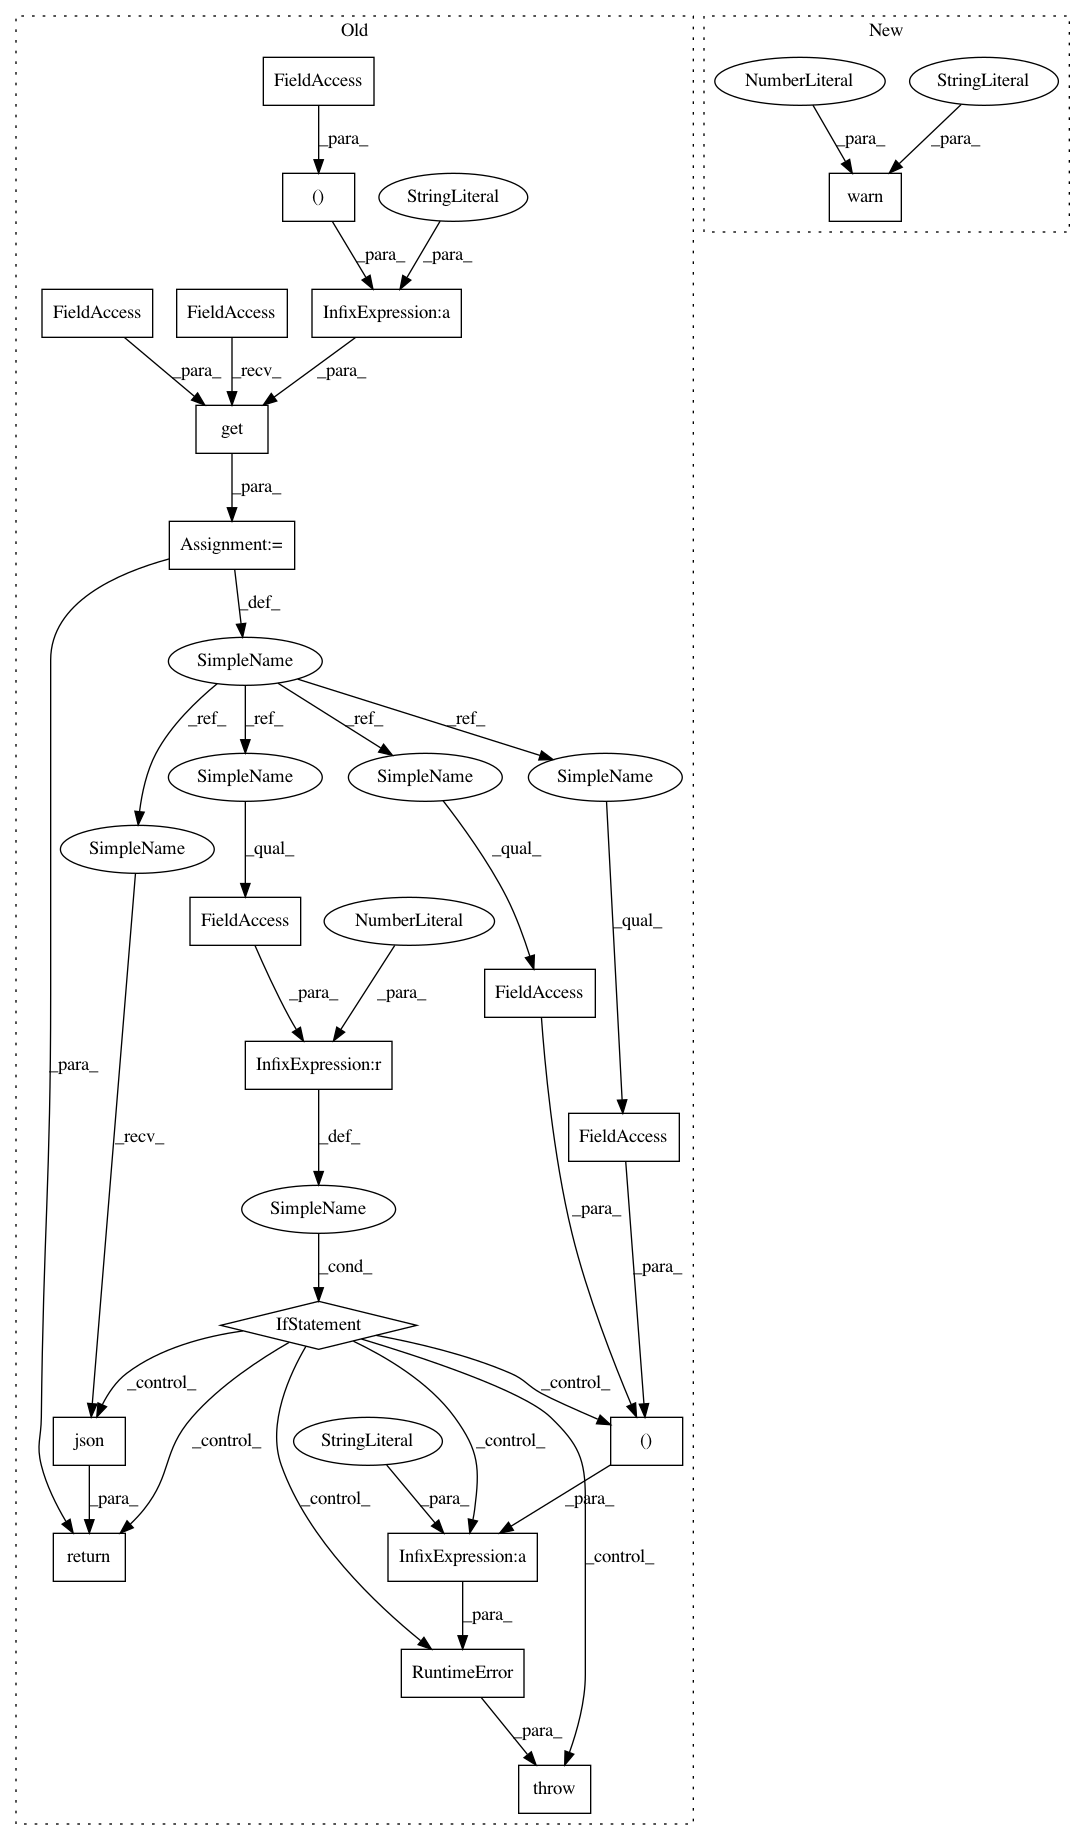 Old
New
FieldAccess
NumberLiteral
StringLiteral
_para_
_para_
_para_
()
StringLiteral
warn
_para_
_para_
FieldAccess
FieldAccess
InfixExpression:a
_para_
_recv_
_para_
get
_para_
Assignment:=
_def_
SimpleName
_ref_
_ref_
_ref_
_ref_
SimpleName
SimpleName
SimpleName
SimpleName
_qual_
_qual_
FieldAccess
NumberLiteral
_qual_
_para_
_para_
FieldAccess
_para_
InfixExpression:r
_recv_
_def_
FieldAccess
SimpleName
_para_
_cond_
_para_
IfStatement
_control_
_control_
json
StringLiteral
()
_control_
_control_
_para_
_control_
_para_
_para_
return
InfixExpression:a
_control_
_para_
RuntimeError
_para_
throw